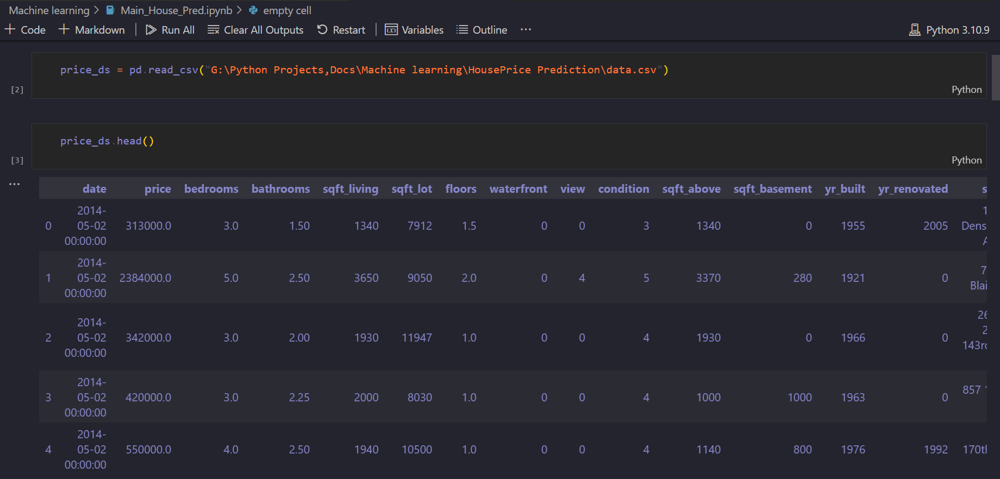 Machine learning > Main_House_Pred.ipynb > empty cell
+ Code + Markdown | Run All Clear All Outputs Restart | Variables Outline ... Python 3.10.9
price_ds = pd.read_csv("G:\Python Projects,Docs\Machine learning\HousePrice Prediction\data.csv")
[2]
Python
price_ds.head()
[3]
Python
...
date price bedrooms bathrooms sqft_living sqft_lot floors waterfront view condition sqft_above sqft_basement yr_built yr_renovated s
2014-
1
0 05-02 313000.0 3.0 1.50 1340 7912 1.5 0 0 3 1340 0 1955 2005 Dens
00:00:00
2014-
7
1 05-02 2384000.0 5.0 2.50 3650 9050 2.0 0 4 5 3370 280 1921 0
Blai
00:00:00
26
2014-
2
2 05-02 342000.0 3.0 2.00 1930 11947 1.0 0 0 4 1930 0 1966 0
143r
00:00:00
2014-
857
3 05-02 420000.0 3.0 2.25 2000 8030 1.0 0 0 4 1000 1000 1963 0
00:00:00
2014-
4 05-02 550000.0 4.0 2.50 1940 10500 1.0 0 0 4 1140 800 1976 1992 170th
00:00:00